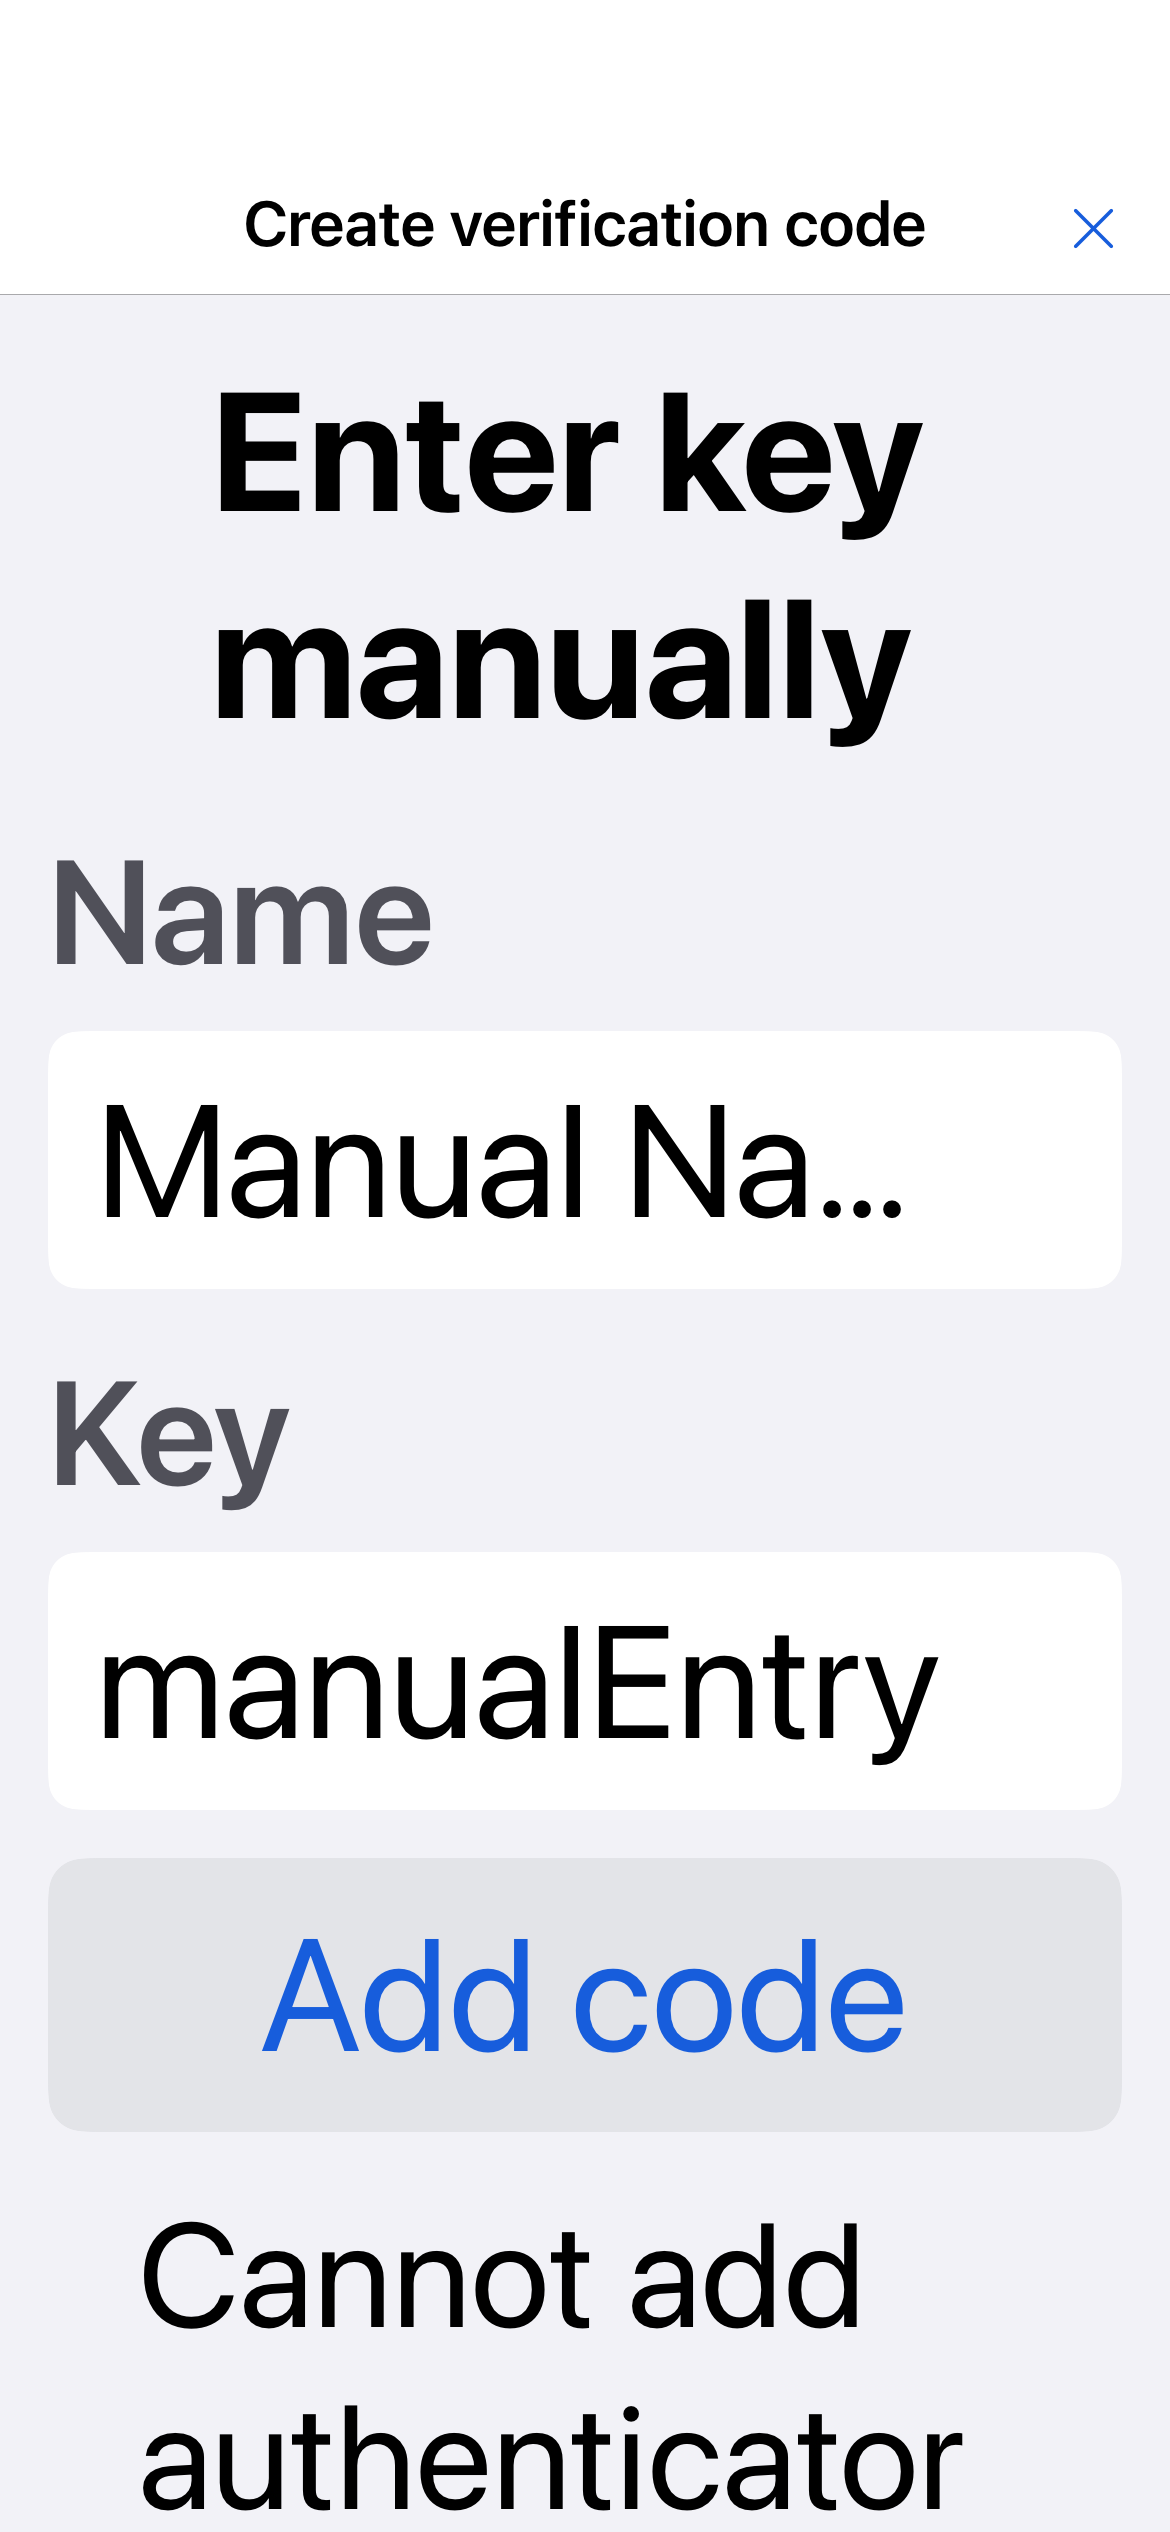 Create verification code
Enter key
manually
Name
Manual Na...
Key
manualEntry
Add code
Cannot add
authenticator